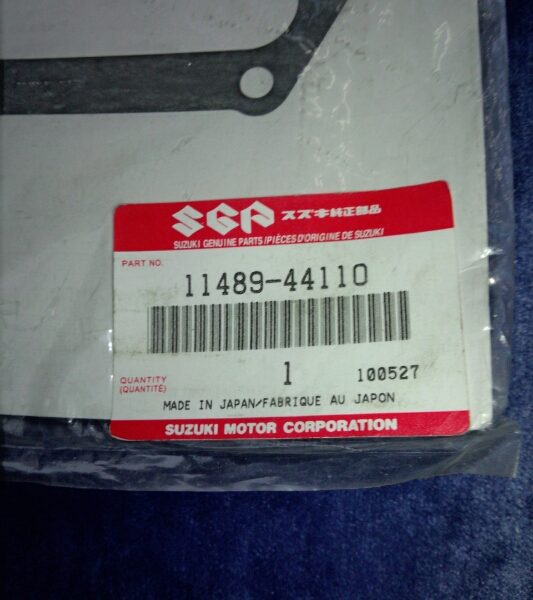 SGP スズキ純正部品
SUZUKI GENUINE PARTS/PIÈCES D'ORIGINE DE SUZUKI
PART NO.
11489-44110
QUANTITY
(QUANTITÉ)
1
100527
MADE IN JAPAN/FABRIQUE AU JAPON
SUZUKI MOTOR CORPORATION